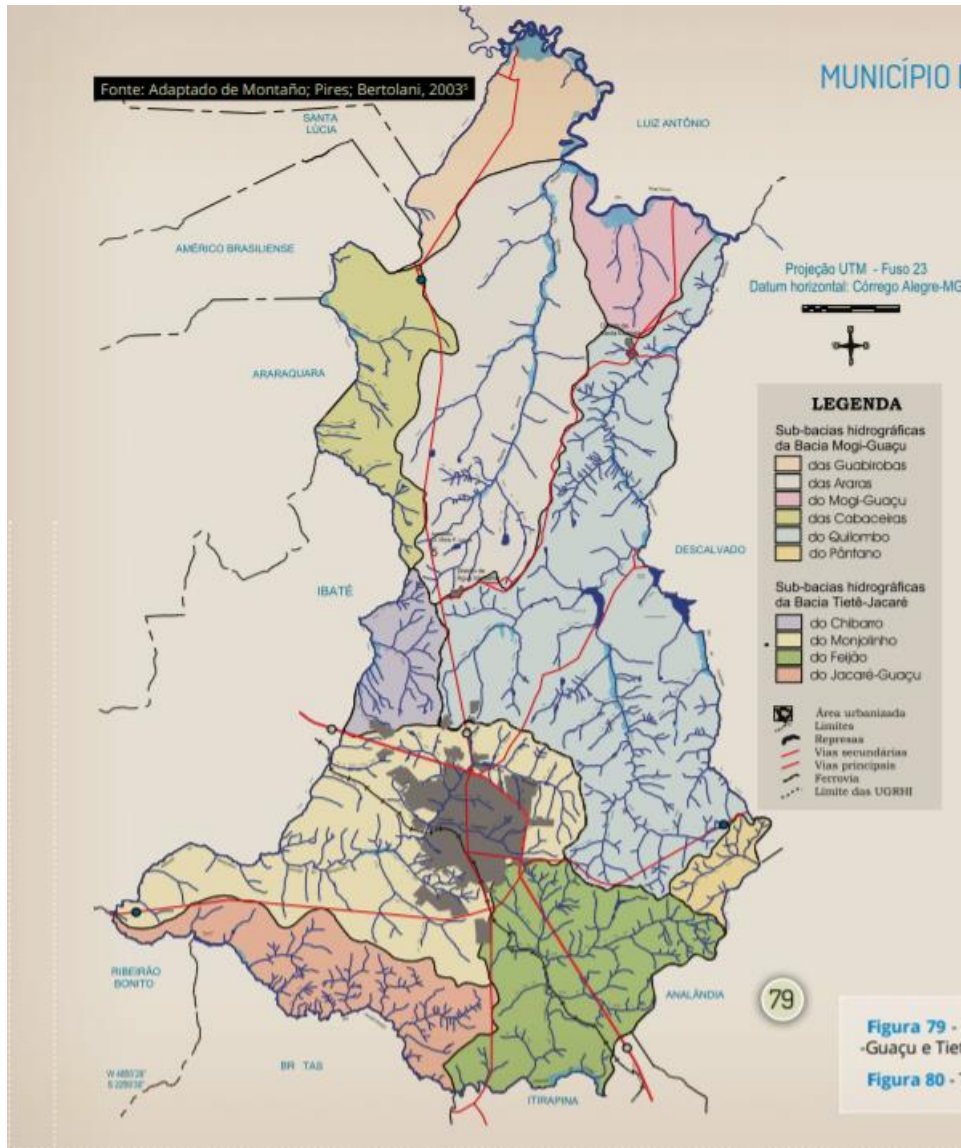 MUNICÍPIO
Fonte: Adaptado de Montaño; Pires; Bertolani, 2003⁵
SANTA
LÚCIA
LUIZ ANTÔNIO
AMÉRICO BRASILIENSE
Projeção UTM - Fuso 23
Datum horizontal: Córrego Alegre-MG
ARARAQUARA
LEGENDA
Sub-bacias hidrográficas
da Bacia Mogi-Guaçu
das Guabirobas
das Araras
do Mogi-Guaçu
das Cabaceiras
do Quilombo
do Pântano
DESCALVADO
IBATÉ
Sub-bacias hidrográficas
da Bacia Tietê-Jacaré
do Chibarro
do Monjolinho
do Feijão
do Jacaré-Guaçu
Área urbanizada
Limites
Represas
Vias secundárias
Vias principais
Ferrovia
Limite das UGRHI
RIBEIRÃO
BONITO
ANALÂNDIA
79
BR TAS
ITIRAPINA
Figura 79 -
-Guaçu e Tiet
Figura 80 -